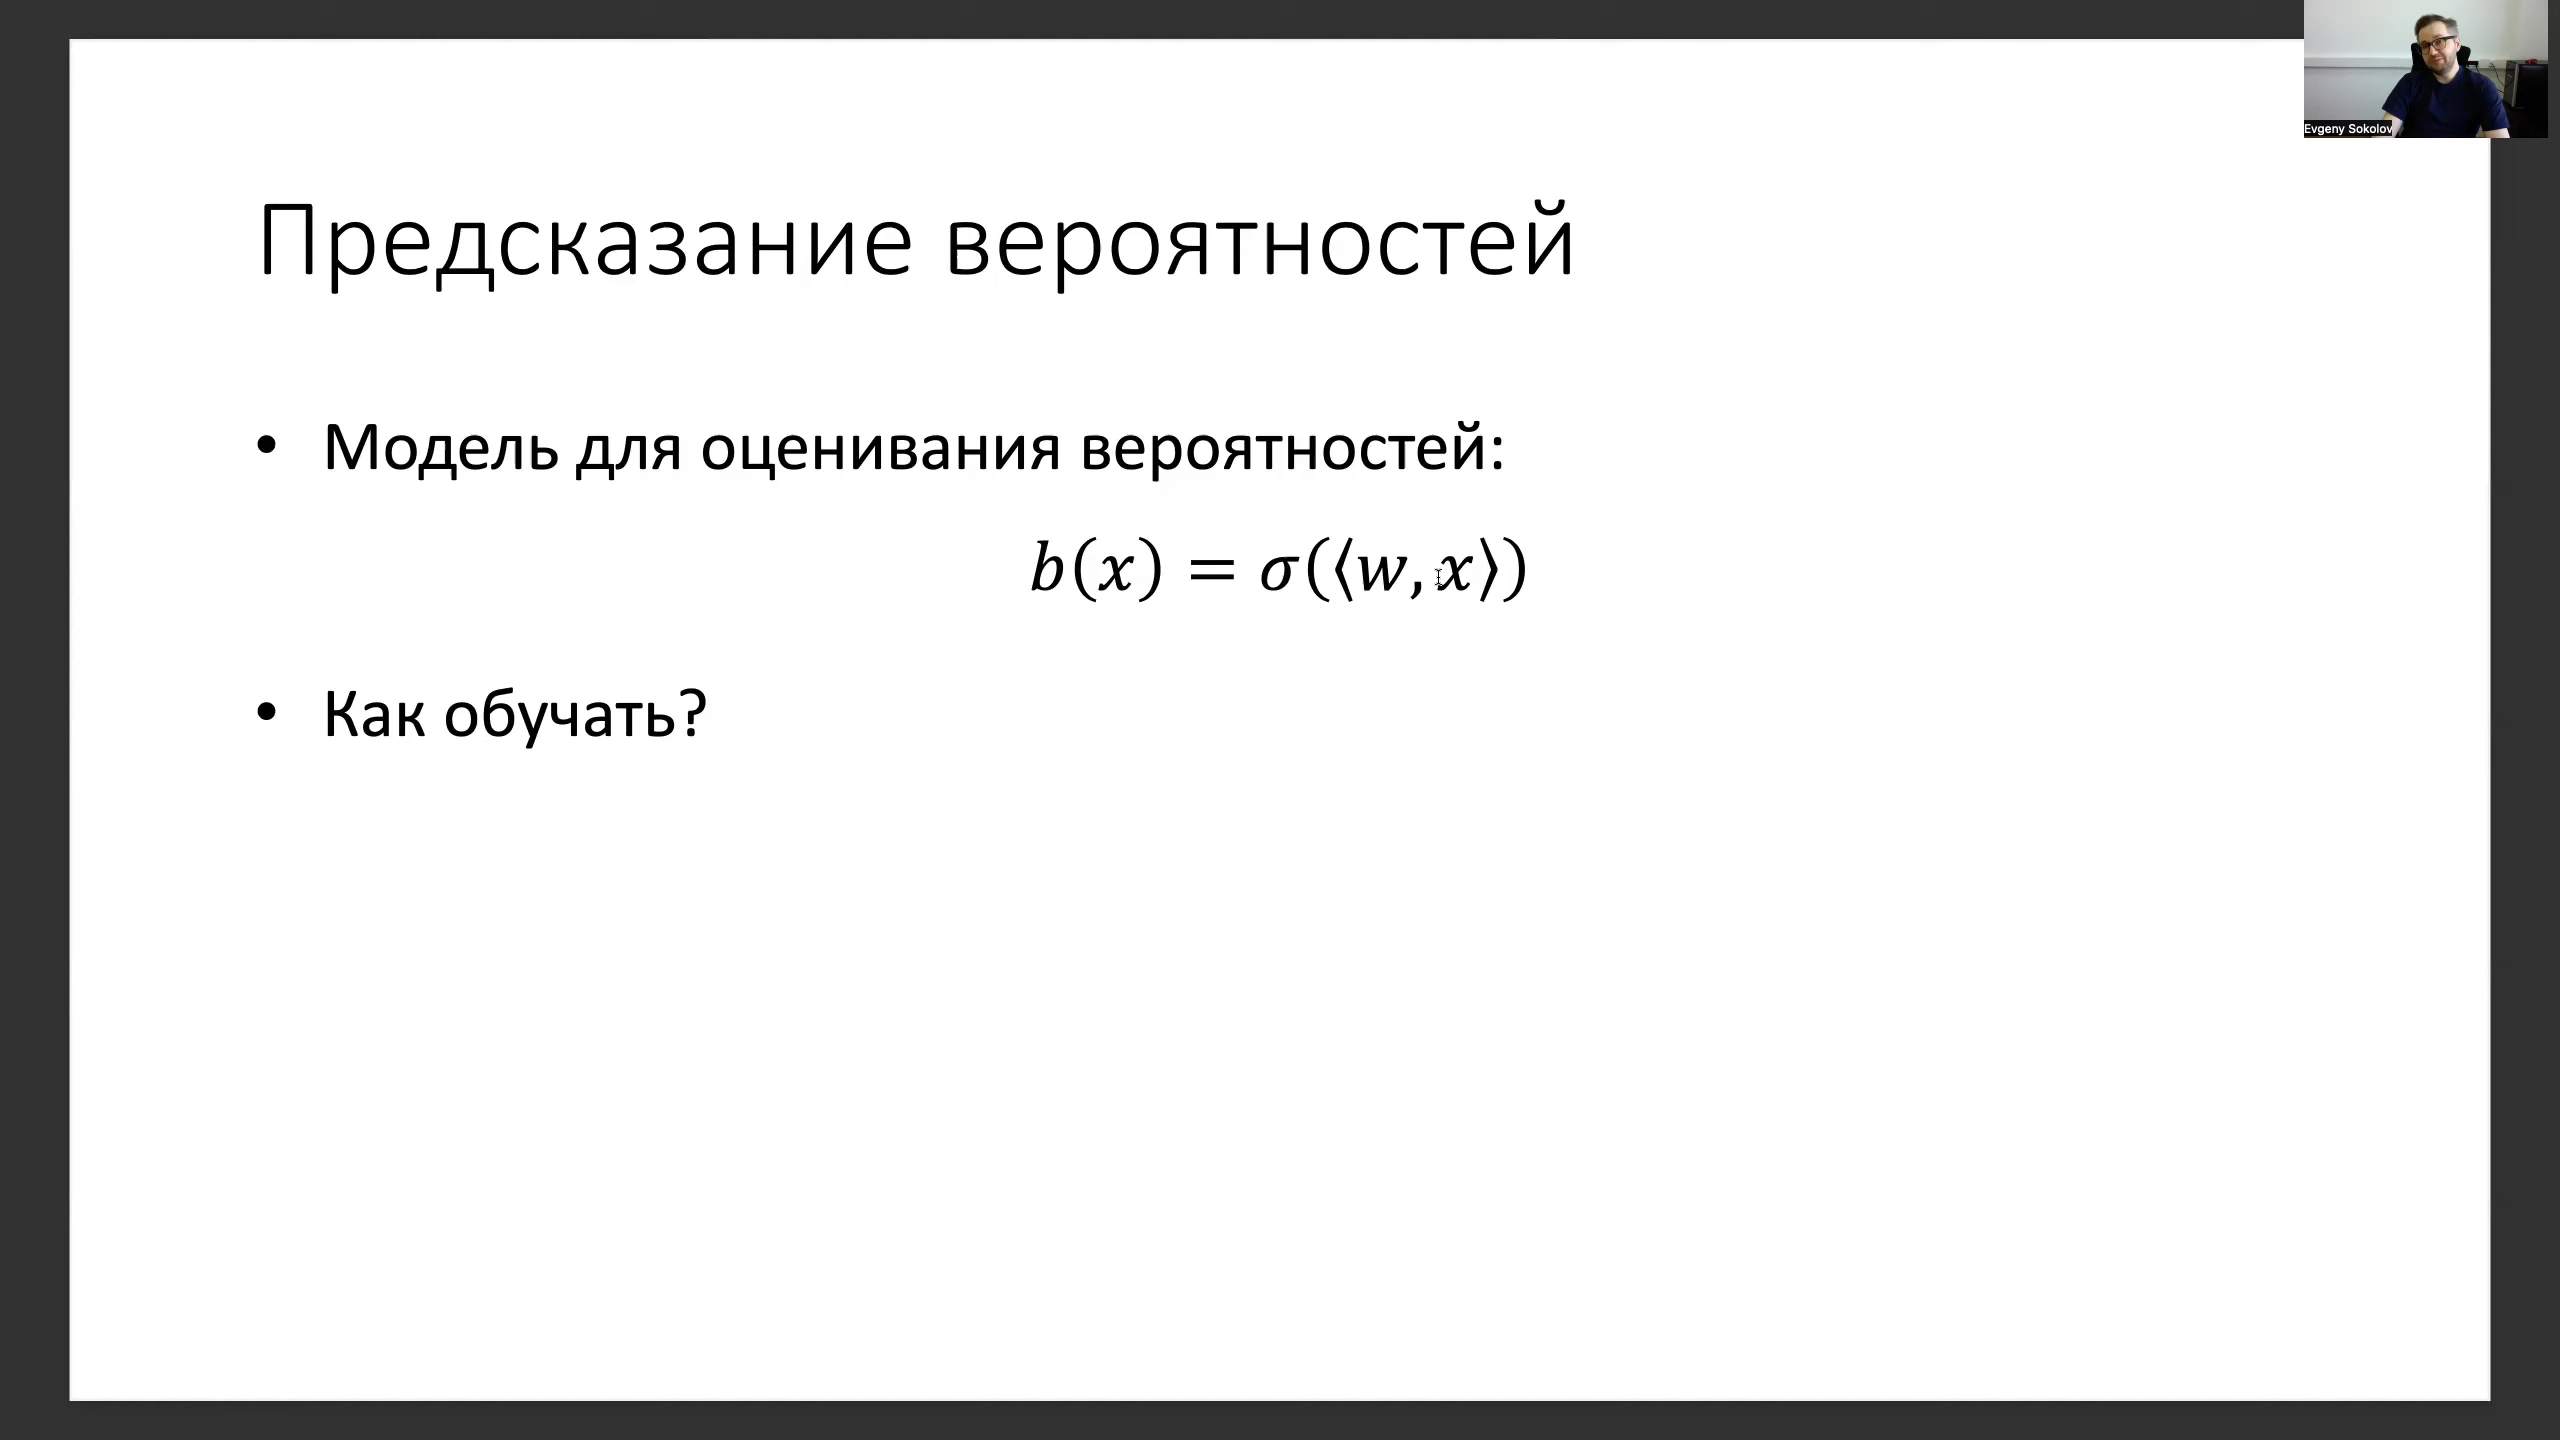 Evgeny Sokolov
Предсказание вероятностей
• Модель для оценивания вероятностей:
b(x) = σ(⟨w, x⟩)
• Как обучать?